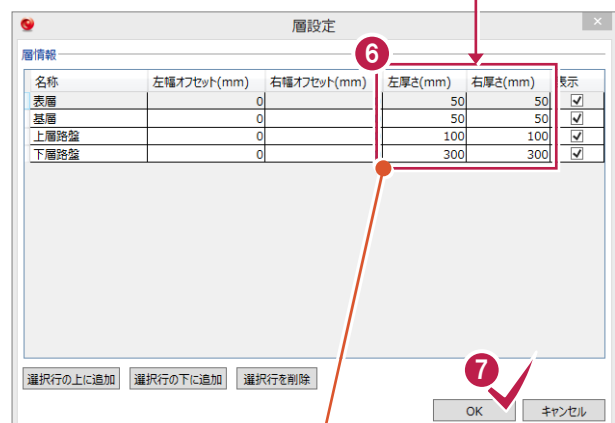 層設定
層情報
6
名称 左幅オフセット(mm) 右幅オフセット(mm) 左厚さ(mm) 右厚さ(mm) 表示
表層 0 50 50
基層 0 50 50
上層路盤 0 100 100
下層路盤 0 300 300
選択行の上に追加 選択行の下に追加 選択行を削除
7
OK キャンセル